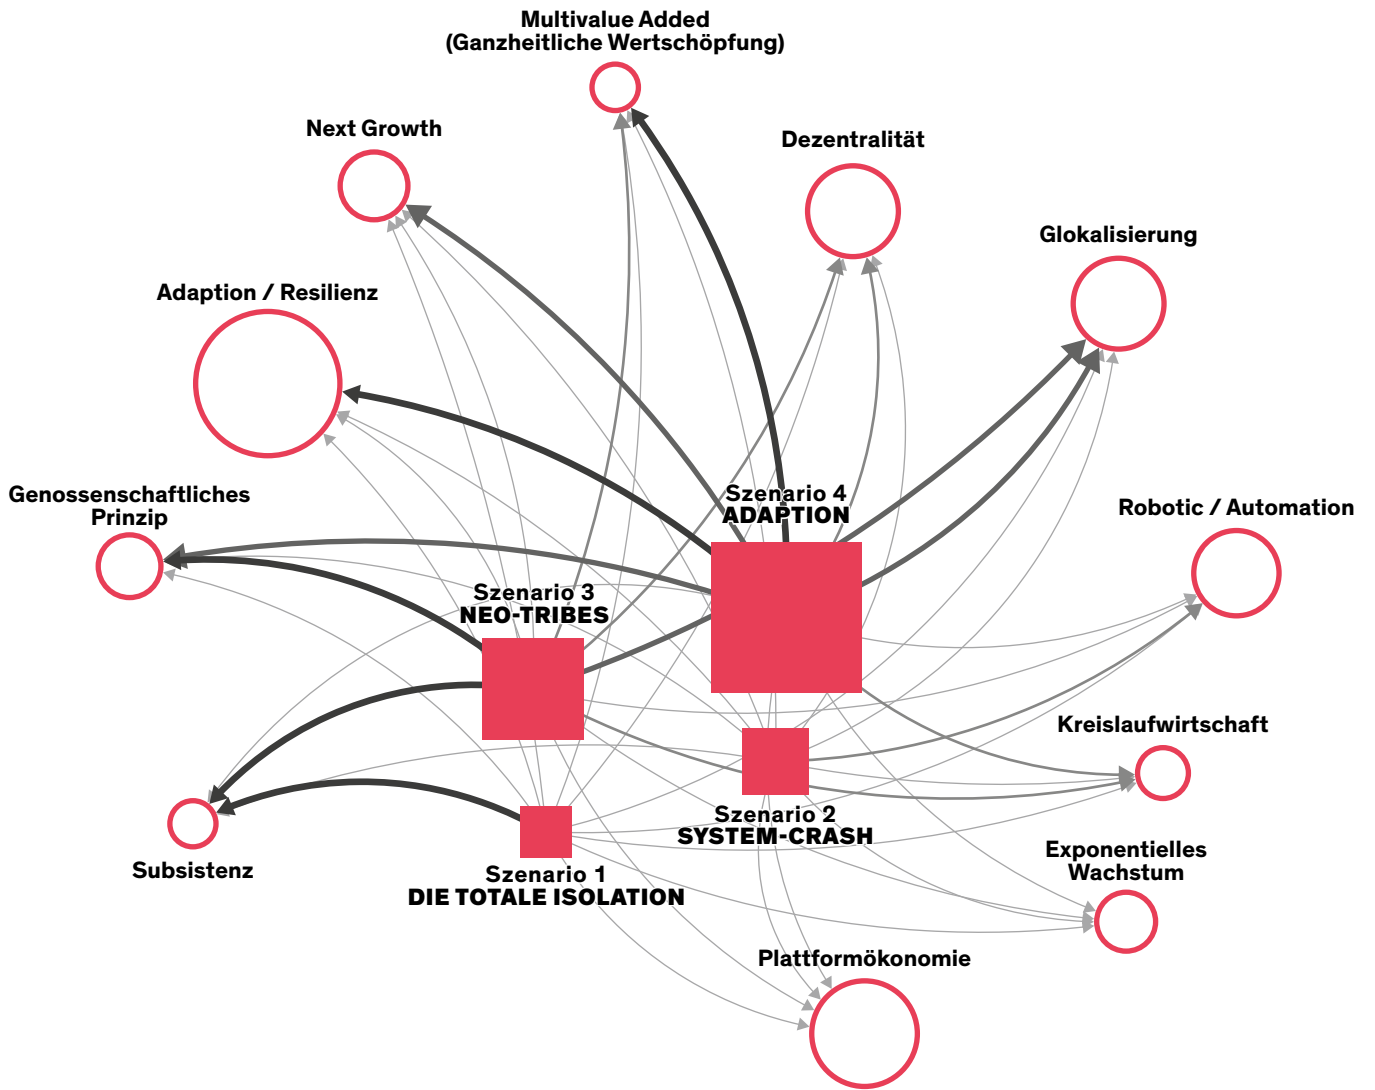 Multivalue Added
(Ganzheitliche Wertschöpfung)
Next Growth
Dezentralität
Glokalisierung
Adaption / Resilienz
Genossenschaftliches
Prinzip
Szenario 4
ADAPTION
Robotic / Automation
Szenario 3
NEO-TRIBES
Kreislaufwirtschaft
Szenario 2
SYSTEM-CRASH
Subsistenz
Szenario 1
DIE TOTALE ISOLATION
Exponentielles
Wachstum
Plattformökonomie